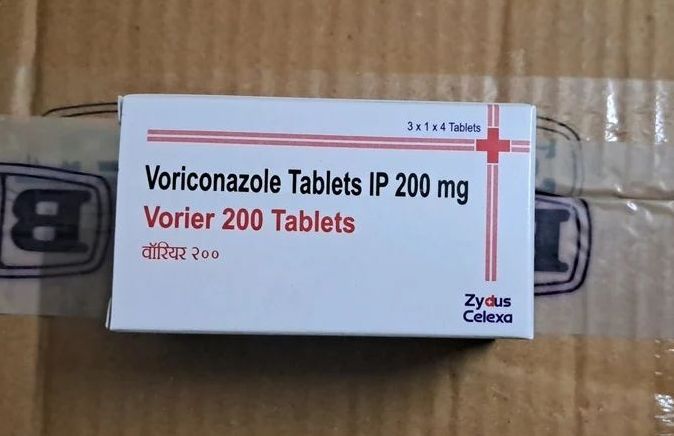 3 x 1 x 4 Tablets
Voriconazole Tablets IP 200 mg
Vorier 200 Tablets
वॉरियर २००
Zydus
Celexa